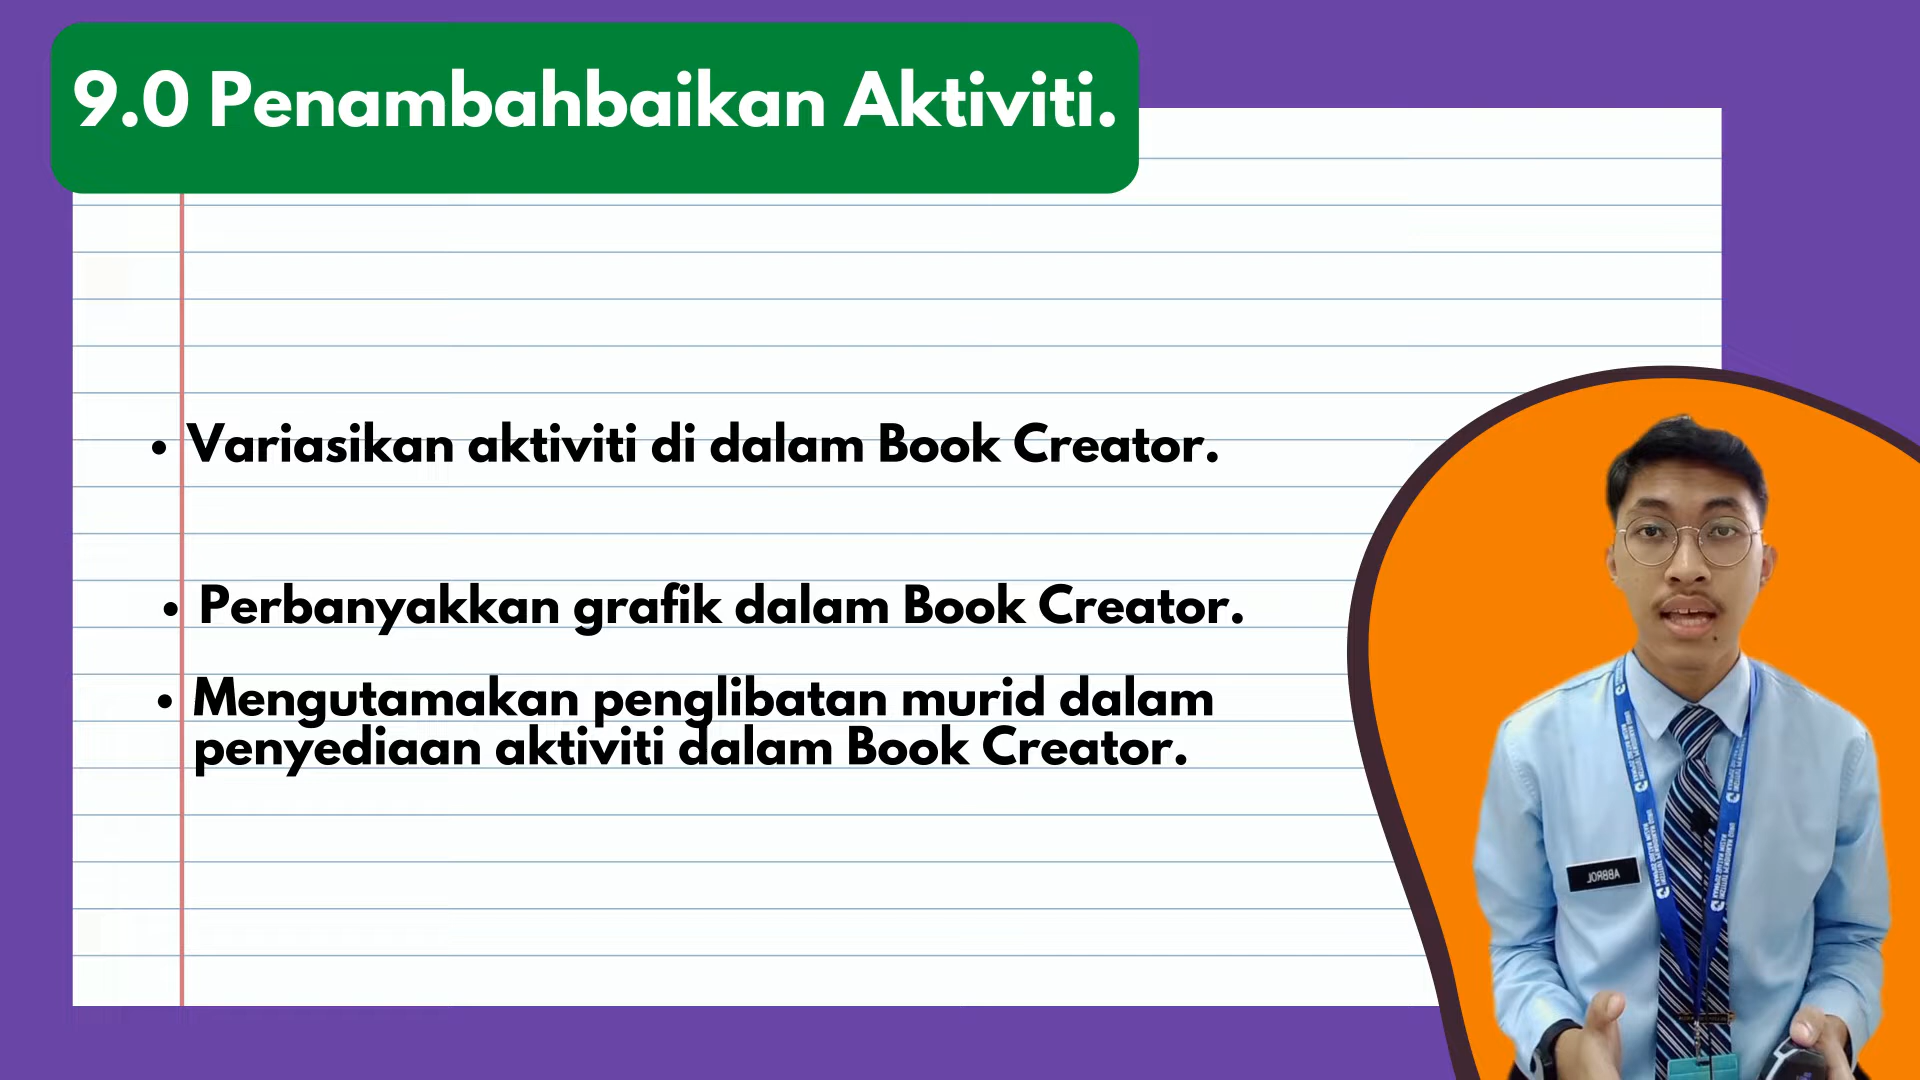 9.0 Penambahbaikan Aktiviti.
• Variasikan aktiviti di dalam Book Creator.
• Perbanyakkan grafik dalam Book Creator.
• Mengutamakan penglibatan murid dalam
penyediaan aktiviti dalam Book Creator.
ABBROL